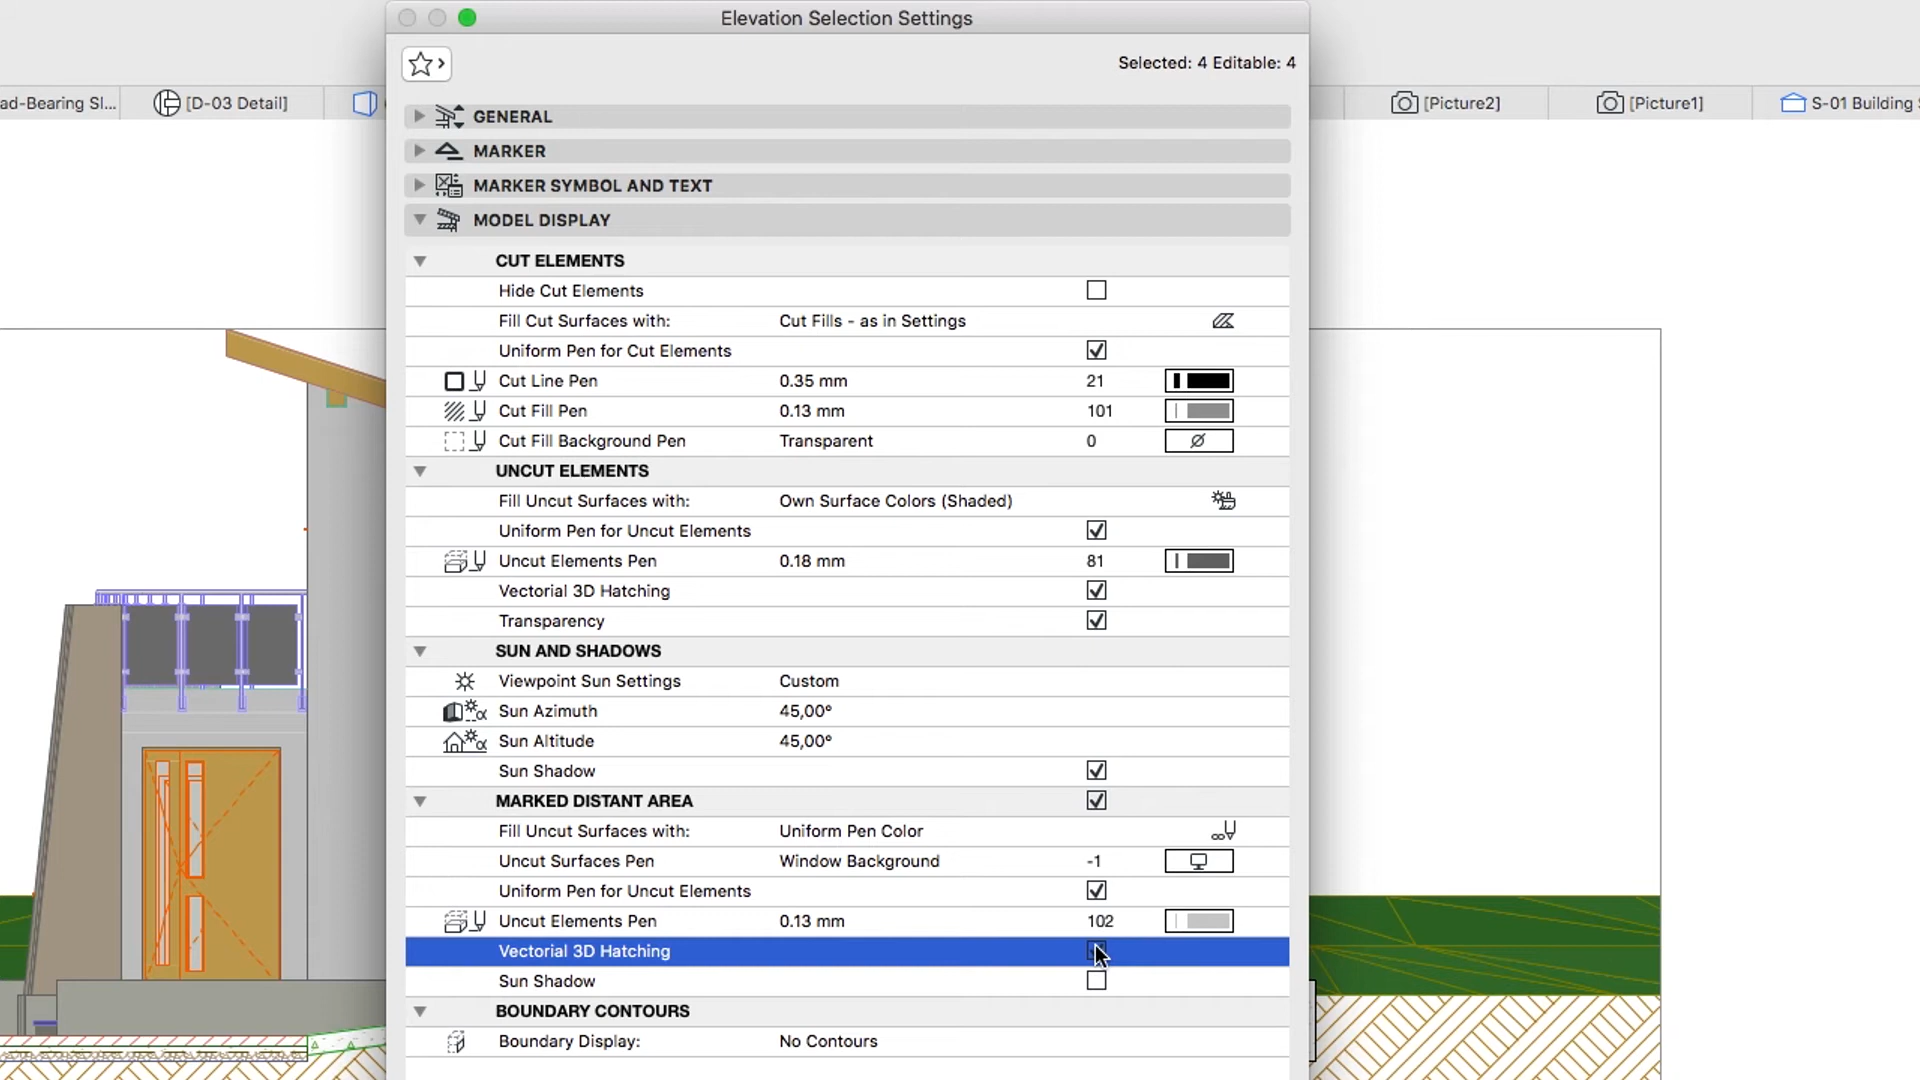 Elevation Selection Settings
Selected: 4 Editable: 4
ad-Bearing Sl...
[D-03 Detail]
[Picture2]
[Picture1]
S-01 Building
GENERAL
MARKER
MARKER SYMBOL AND TEXT
MODEL DISPLAY
CUT ELEMENTS
Hide Cut Elements
Fill Cut Surfaces with: Cut Fills - as in Settings
Uniform Pen for Cut Elements
Cut Line Pen 0.35 mm 21
Cut Fill Pen 0.13 mm 101
Cut Fill Background Pen Transparent 0
UNCUT ELEMENTS
Fill Uncut Surfaces with: Own Surface Colors (Shaded)
Uniform Pen for Uncut Elements
Uncut Elements Pen 0.18 mm 81
Vectorial 3D Hatching
Transparency
SUN AND SHADOWS
Viewpoint Sun Settings Custom
Sun Azimuth 45,00°
Sun Altitude 45,00°
Sun Shadow
MARKED DISTANT AREA
Fill Uncut Surfaces with: Uniform Pen Color
Uncut Surfaces Pen Window Background -1
Uniform Pen for Uncut Elements
Uncut Elements Pen 0.13 mm 102
Vectorial 3D Hatching
Sun Shadow
BOUNDARY CONTOURS
Boundary Display: No Contours